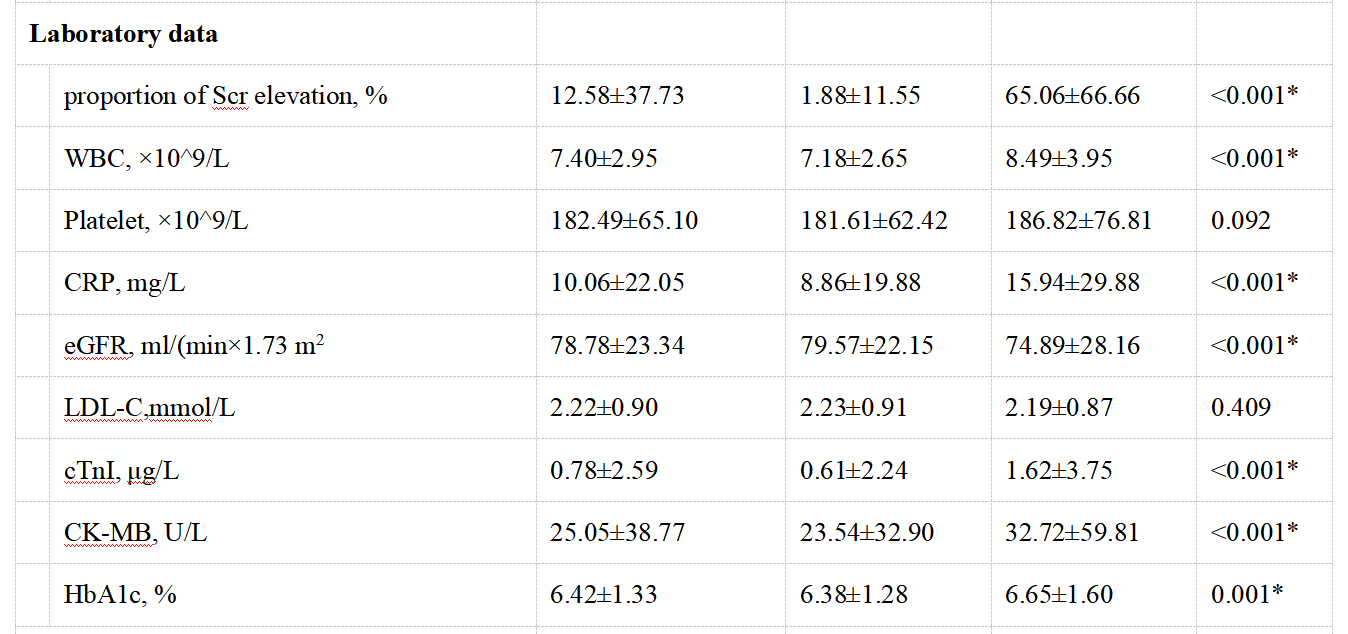 Laboratory data
proportion of Scr elevation, % 12.58±37.73 1.88±11.55 65.06±66.66 <0.001*
WBC, ×10^9/L 7.40±2.95 7.18±2.65 8.49±3.95 <0.001*
Platelet, ×10^9/L 182.49±65.10 181.61±62.42 186.82±76.81 0.092
CRP, mg/L 10.06±22.05 8.86±19.88 15.94±29.88 <0.001*
eGFR, ml/(min×1.73 m² 78.78±23.34 79.57±22.15 74.89±28.16 <0.001*
LDL-C,mmol/L 2.22±0.90 2.23±0.91 2.19±0.87 0.409
cTnI, µg/L 0.78±2.59 0.61±2.24 1.62±3.75 <0.001*
CK-MB, U/L 25.05±38.77 23.54±32.90 32.72±59.81 <0.001*
HbA1c, % 6.42±1.33 6.38±1.28 6.65±1.60 0.001*